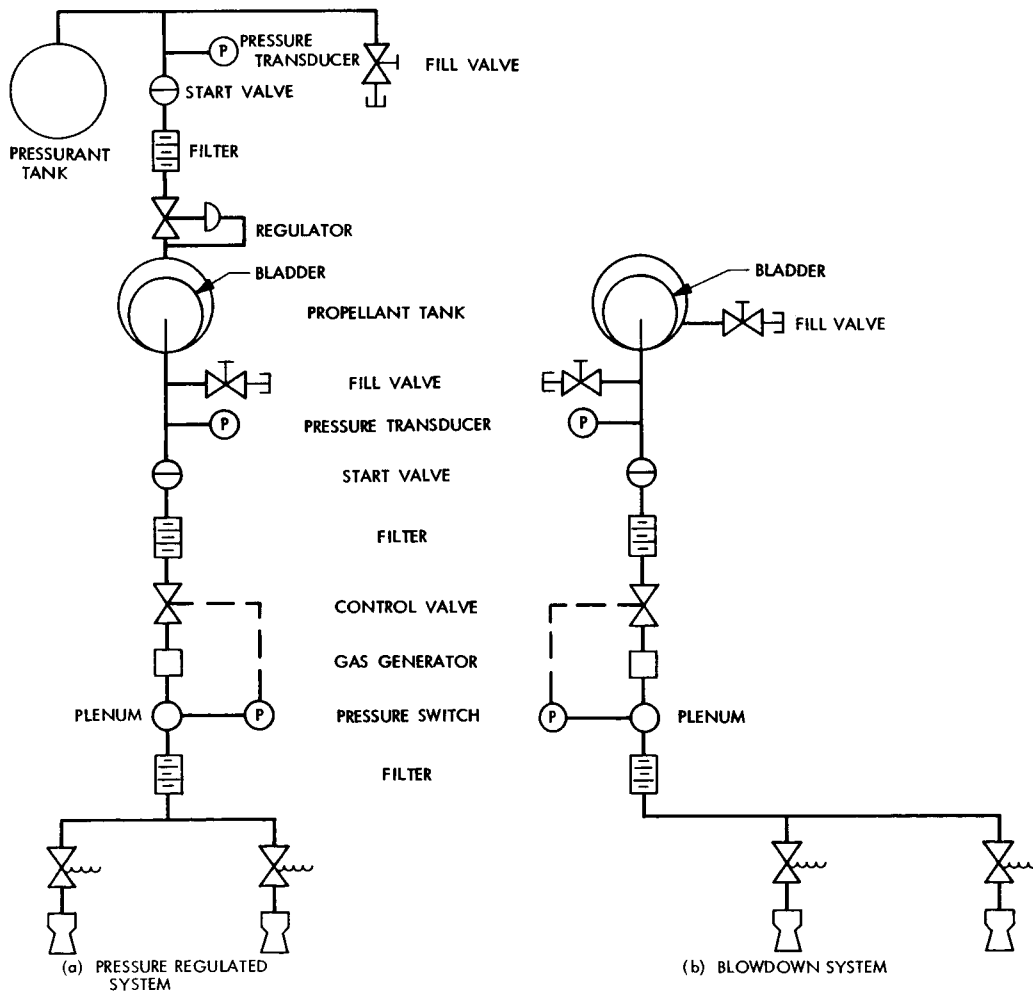 P
PRESSURE
TRANSDUCER
FILL VALVE
START VALVE
PRESSURANT
TANK
FILTER
REGULATOR
BLADDER
BLADDER
PROPELLANT TANK
FILL VALVE
FILL VALVE
P
PRESSURE TRANSDUCER
P
START VALVE
FILTER
CONTROL VALVE
GAS GENERATOR
PLENUM
P
PRESSURE SWITCH
P
PLENUM
FILTER
(a) PRESSURE REGULATED
SYSTEM
(b) BLOWDOWN SYSTEM